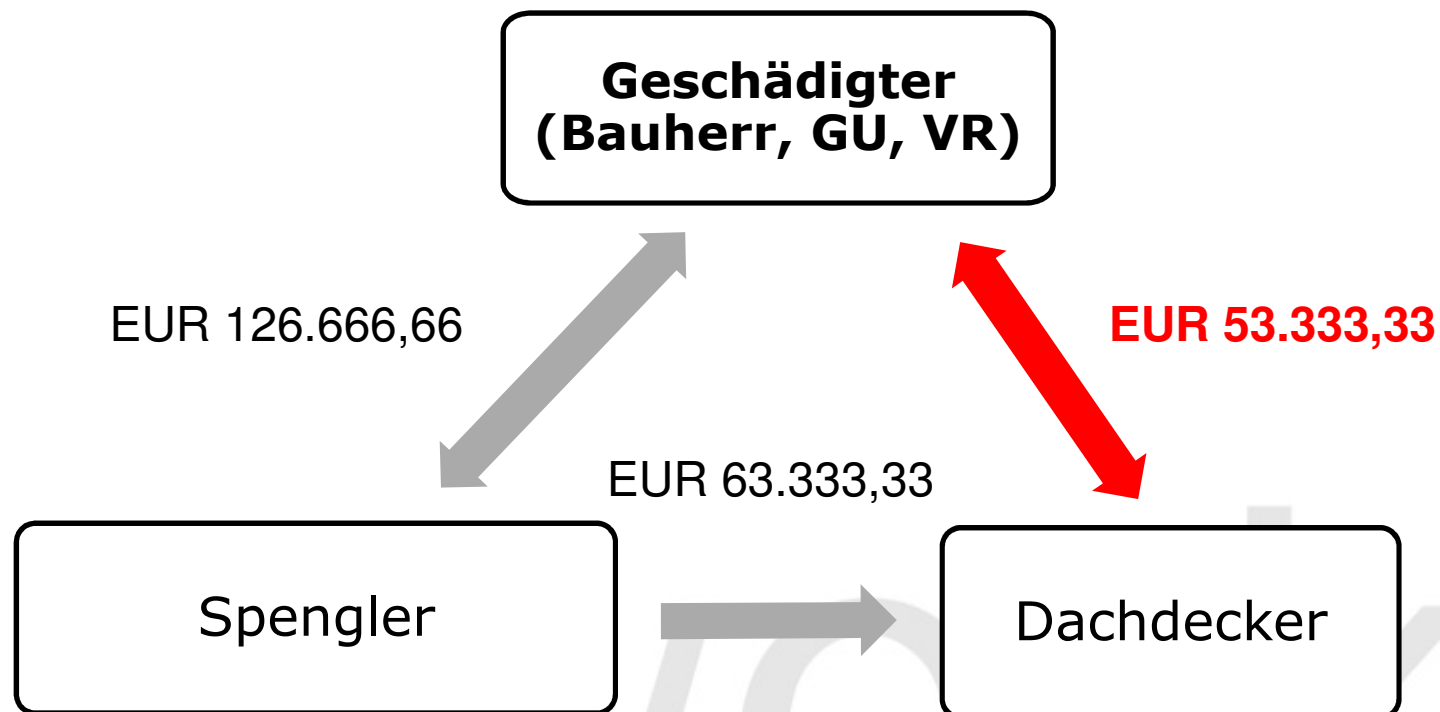 Geschädigter
(Bauherr, GU, VR)
EUR 126.666,66
EUR 53.333,33
EUR 63.333,33
Spengler
Dachdecker